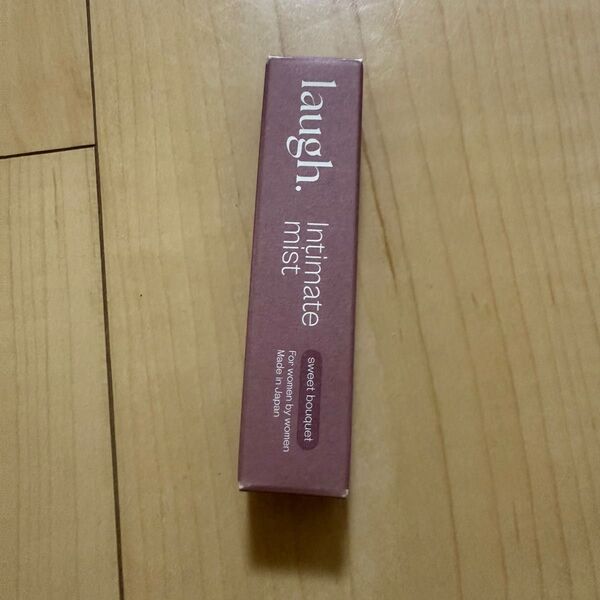 laugh.
Intimate
mist
sweet bouquet
For women by women
Made in Japan